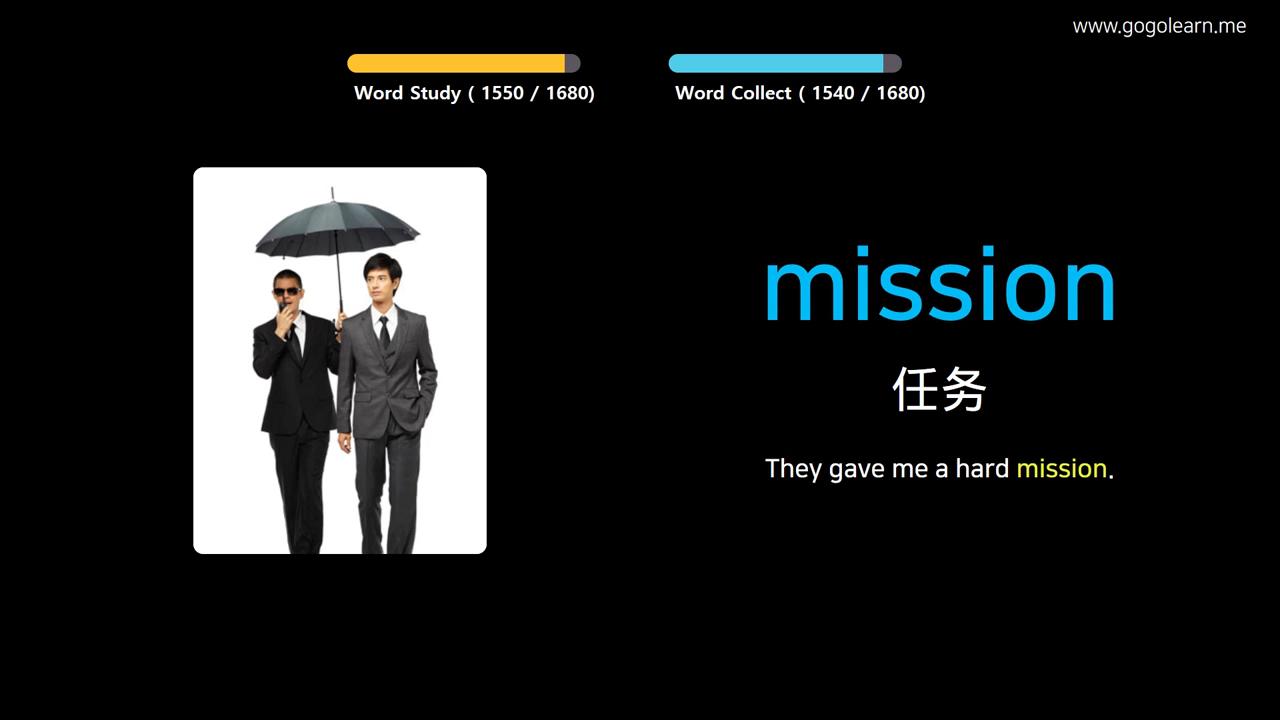 www.gogolearn.me
Word Study ( 1550 / 1680)
Word Collect ( 1540 / 1680)
mission
任务
They gave me a hard mission.